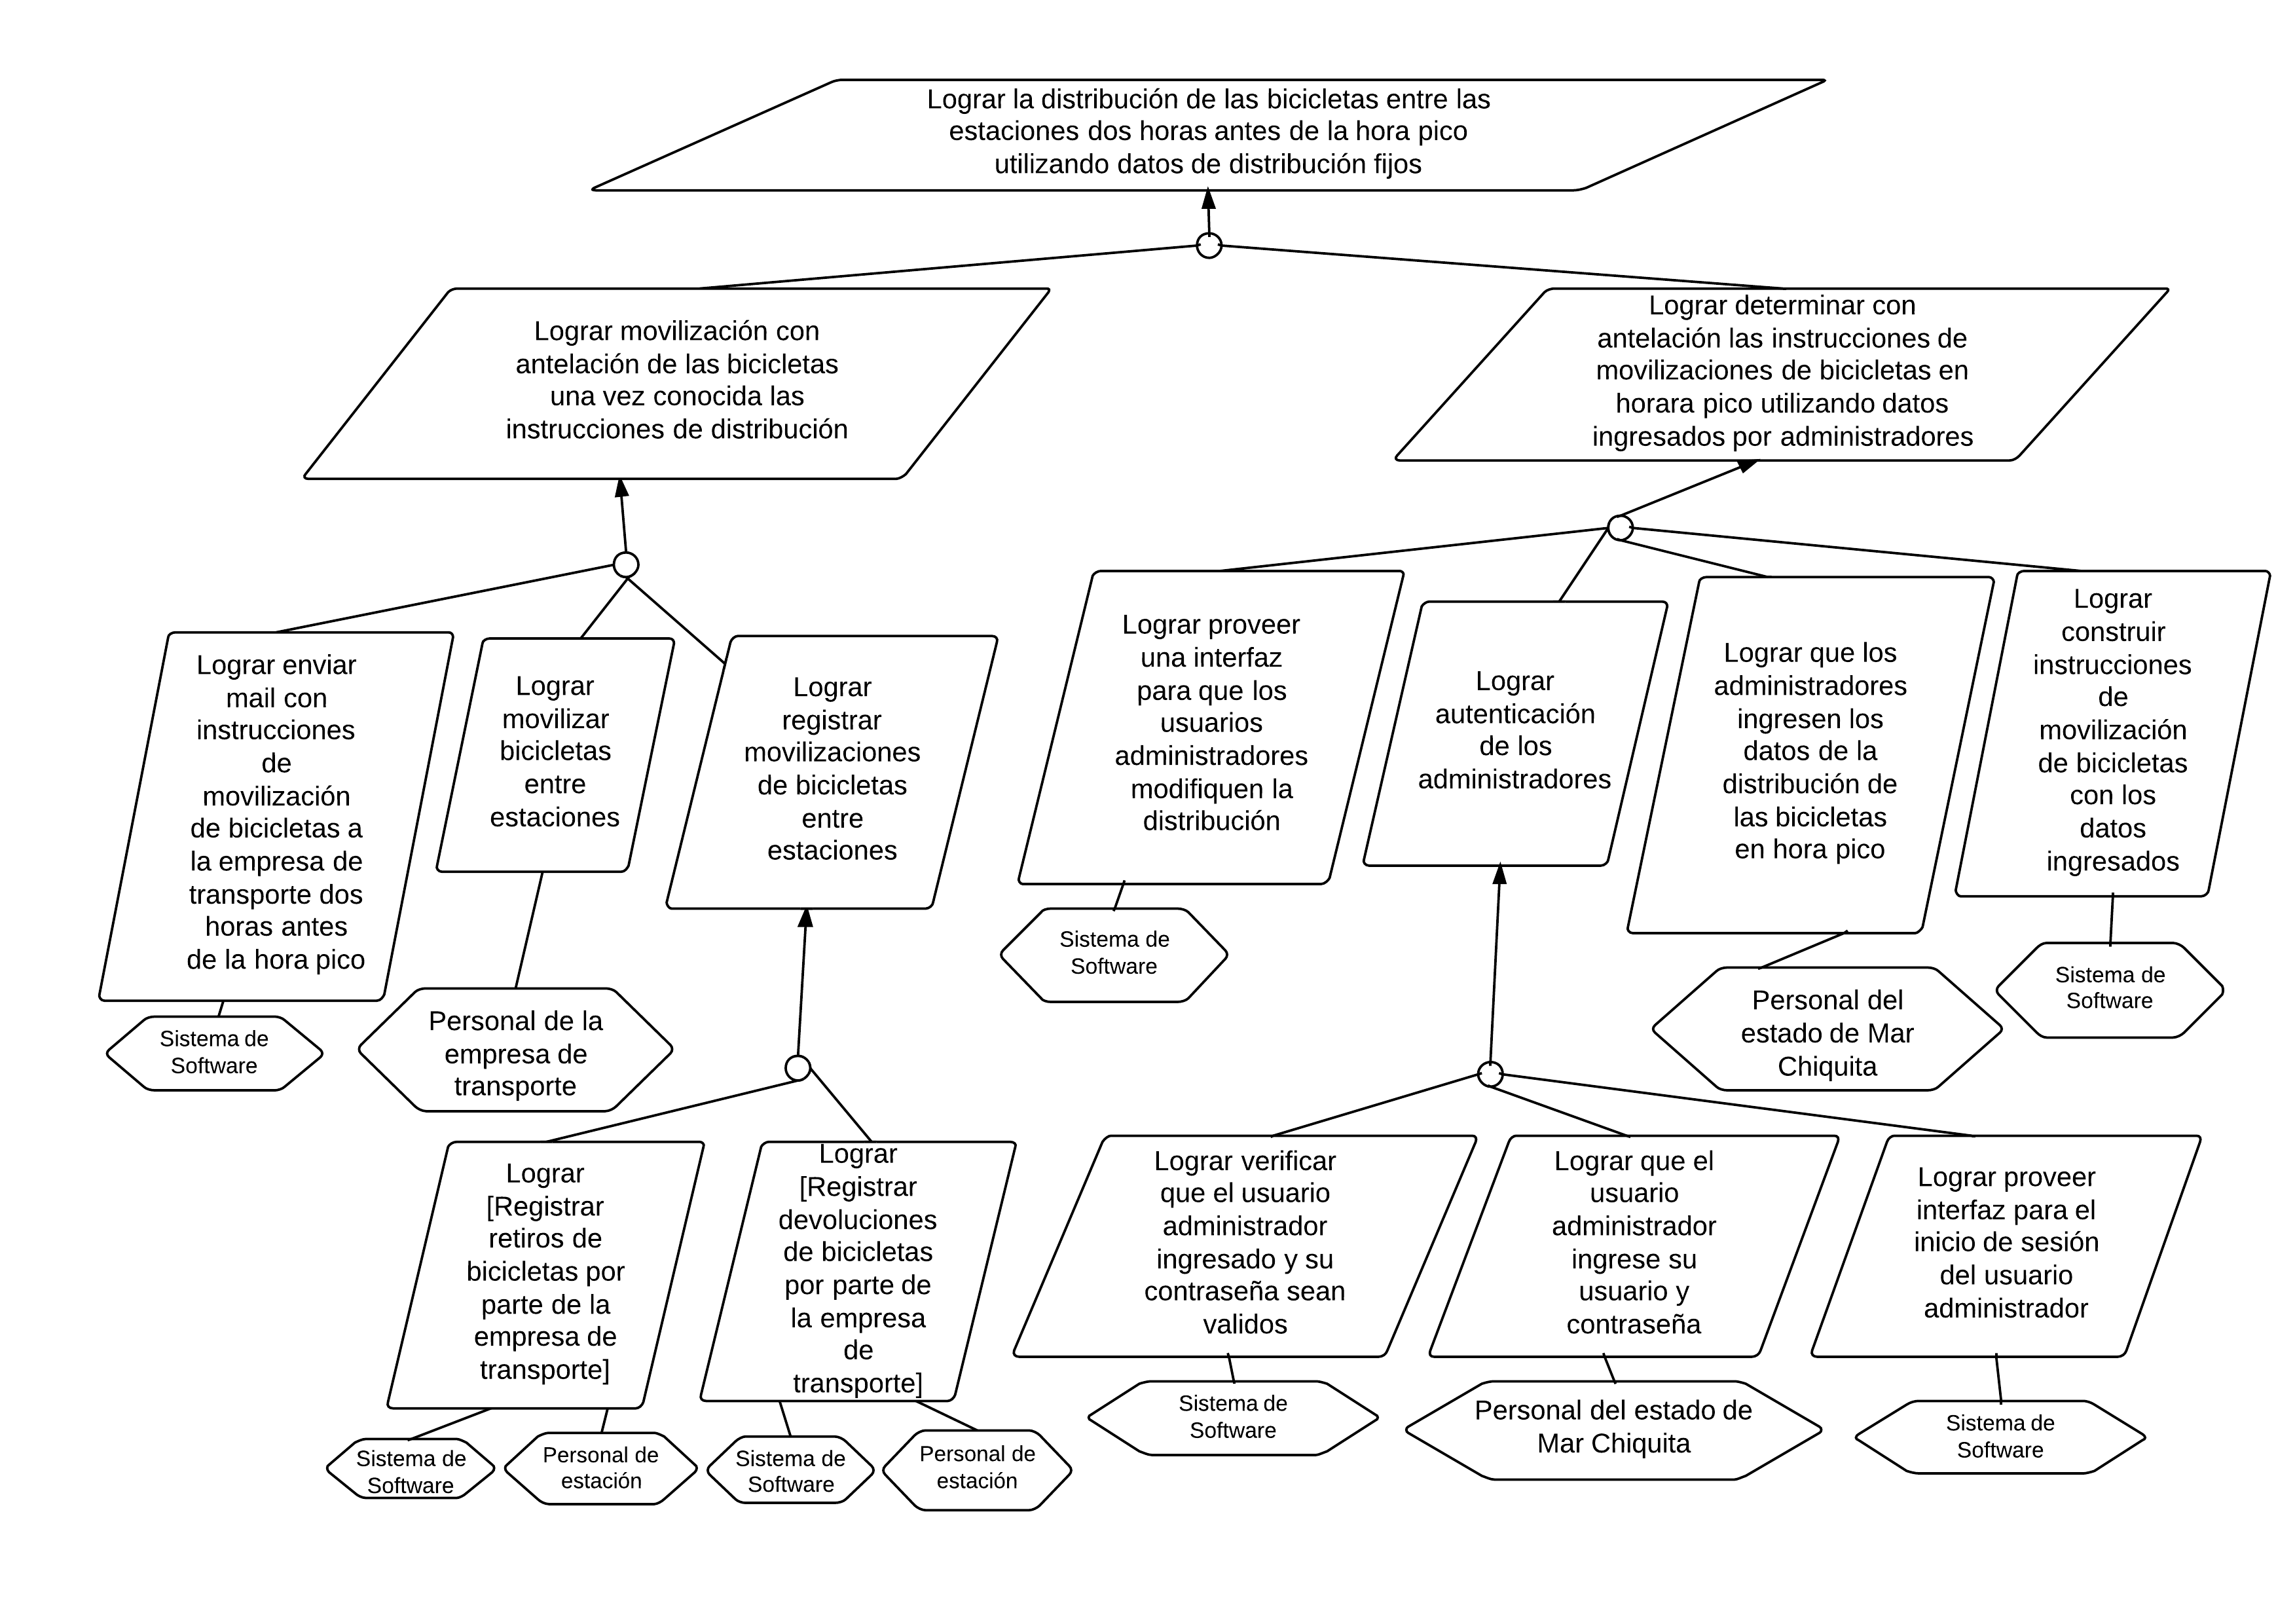 Lograr la distribución de las bicicletas entre las
estaciones dos horas antes de la hora pico
utilizando datos de distribución fijos
Lograr movilización con
antelación de las bicicletas
una vez conocida las
instrucciones de distribución
Lograr determinar con
antelación las instrucciones de
movilizaciones de bicicletas en
horara pico utilizando datos
ingresados por administradores
Lograr enviar
mail con
instrucciones
de
movilización
de bicicletas a
la empresa de
transporte dos
horas antes
de la hora pico
Lograr
movilizar
bicicletas
entre
estaciones
Lograr
registrar
movilizaciones
de bicicletas
entre
estaciones
Lograr proveer
una interfaz
para que los
usuarios
administradores
modifiquen la
distribución
Lograr
autenticación
de los
administradores
Lograr que los
administradores
ingresen los
datos de la
distribución de
las bicicletas
en hora pico
Lograr
construir
instrucciones
de
movilización
de bicicletas
con los
datos
ingresados
Sistema de
Software
Personal de la
empresa de
transporte
Sistema de
Software
Personal del
estado de Mar
Chiquita
Sistema de
Software
Lograr
[Registrar
retiros de
bicicletas por
parte de la
empresa de
transporte]
Lograr
[Registrar
devoluciones
de bicicletas
por parte de
la empresa
de
transporte]
Lograr verificar
que el usuario
administrador
ingresado y su
contraseña sean
validos
Lograr que el
usuario
administrador
ingrese su
usuario y
contraseña
Lograr proveer
interfaz para el
inicio de sesión
del usuario
administrador
Sistema de
Software
Personal de
estación
Sistema de
Software
Personal de
estación
Sistema de
Software
Personal del estado de
Mar Chiquita
Sistema de
Software